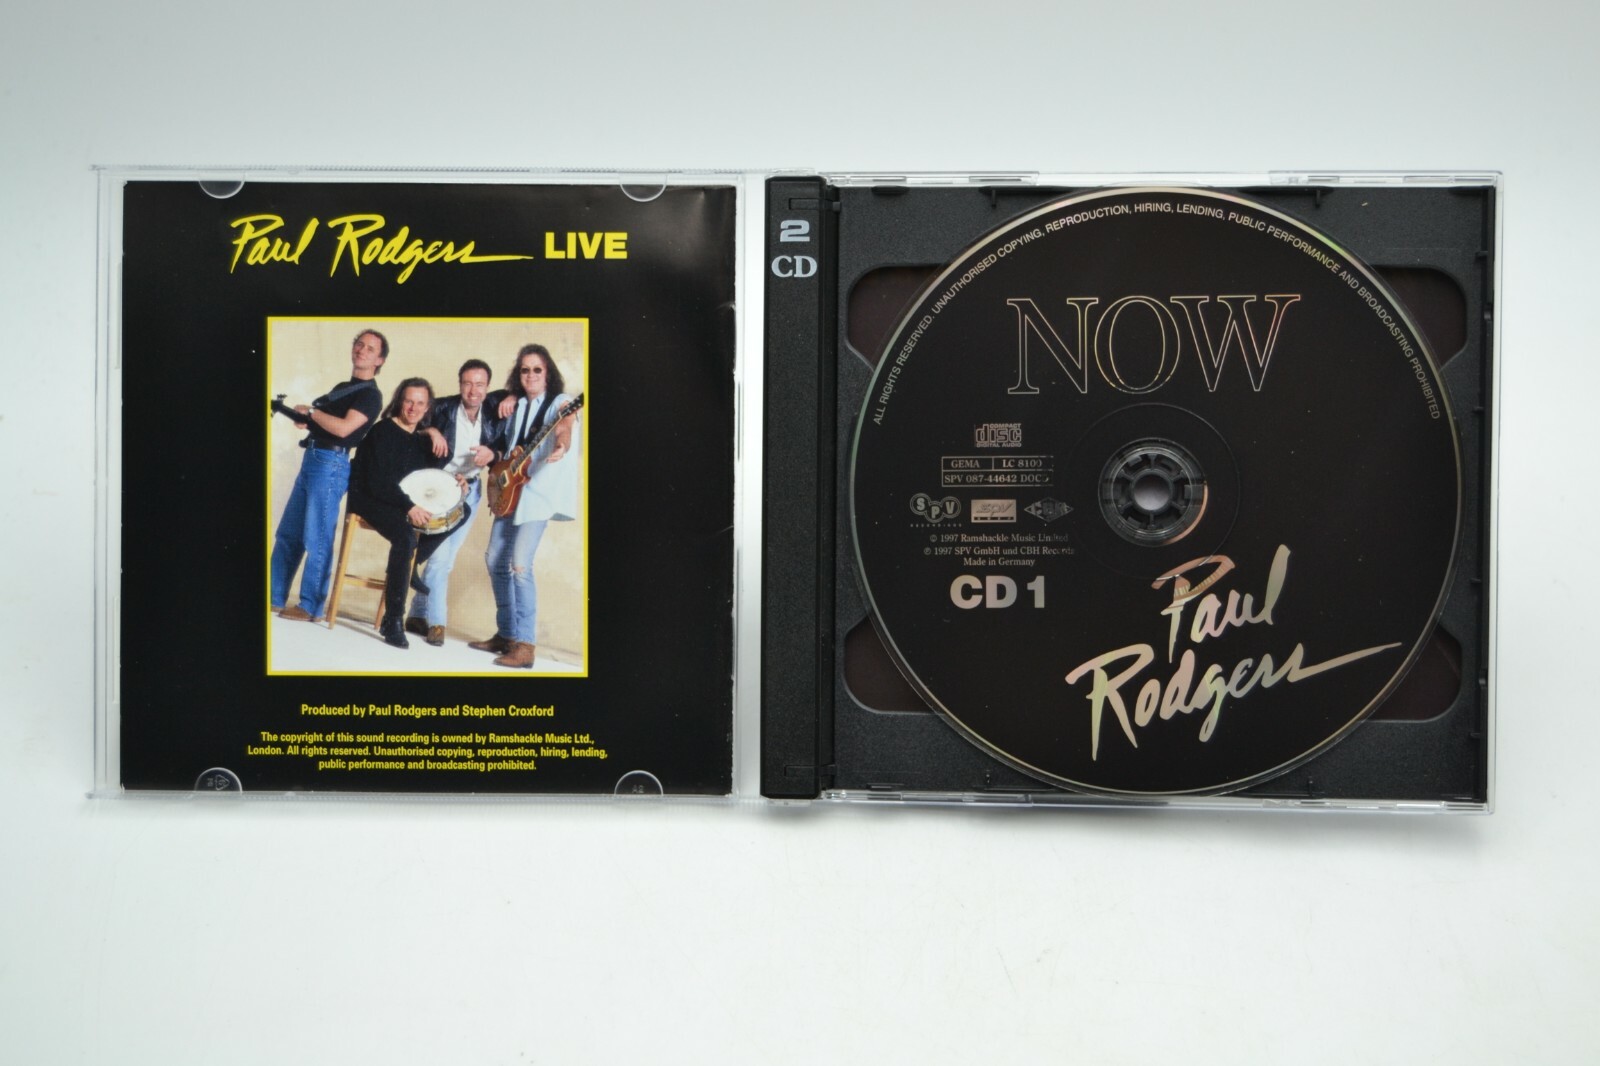 Paul Rodgers LIVE
Produced by Paul Rodgers and Stephen Croxford
The copyright of this sound recording is owned by Ramshackle Music Ltd.,
London. All rights reserved. Unauthorised copying, reproduction, hiring, lending,
public performance and broadcasting prohibited.
2
CD
ALL RIGHTS RESERVED. UNAUTHORISED COPYING, REPRODUCTION, HIRING, LENDING, PUBLIC PERFORMANCE AND BROADCASTING PROHIBITED
NOW
COMPACT
disc
DIGITAL AUDIO
GEMA LC 8100
SPV 087-44642
SPV
RECORDINGS
SPV
© 1997 Ramshackle Music Limited
℗ 1997 SPV GmbH und CBH Records
Made in Germany
CD 1
Paul
Rodgers